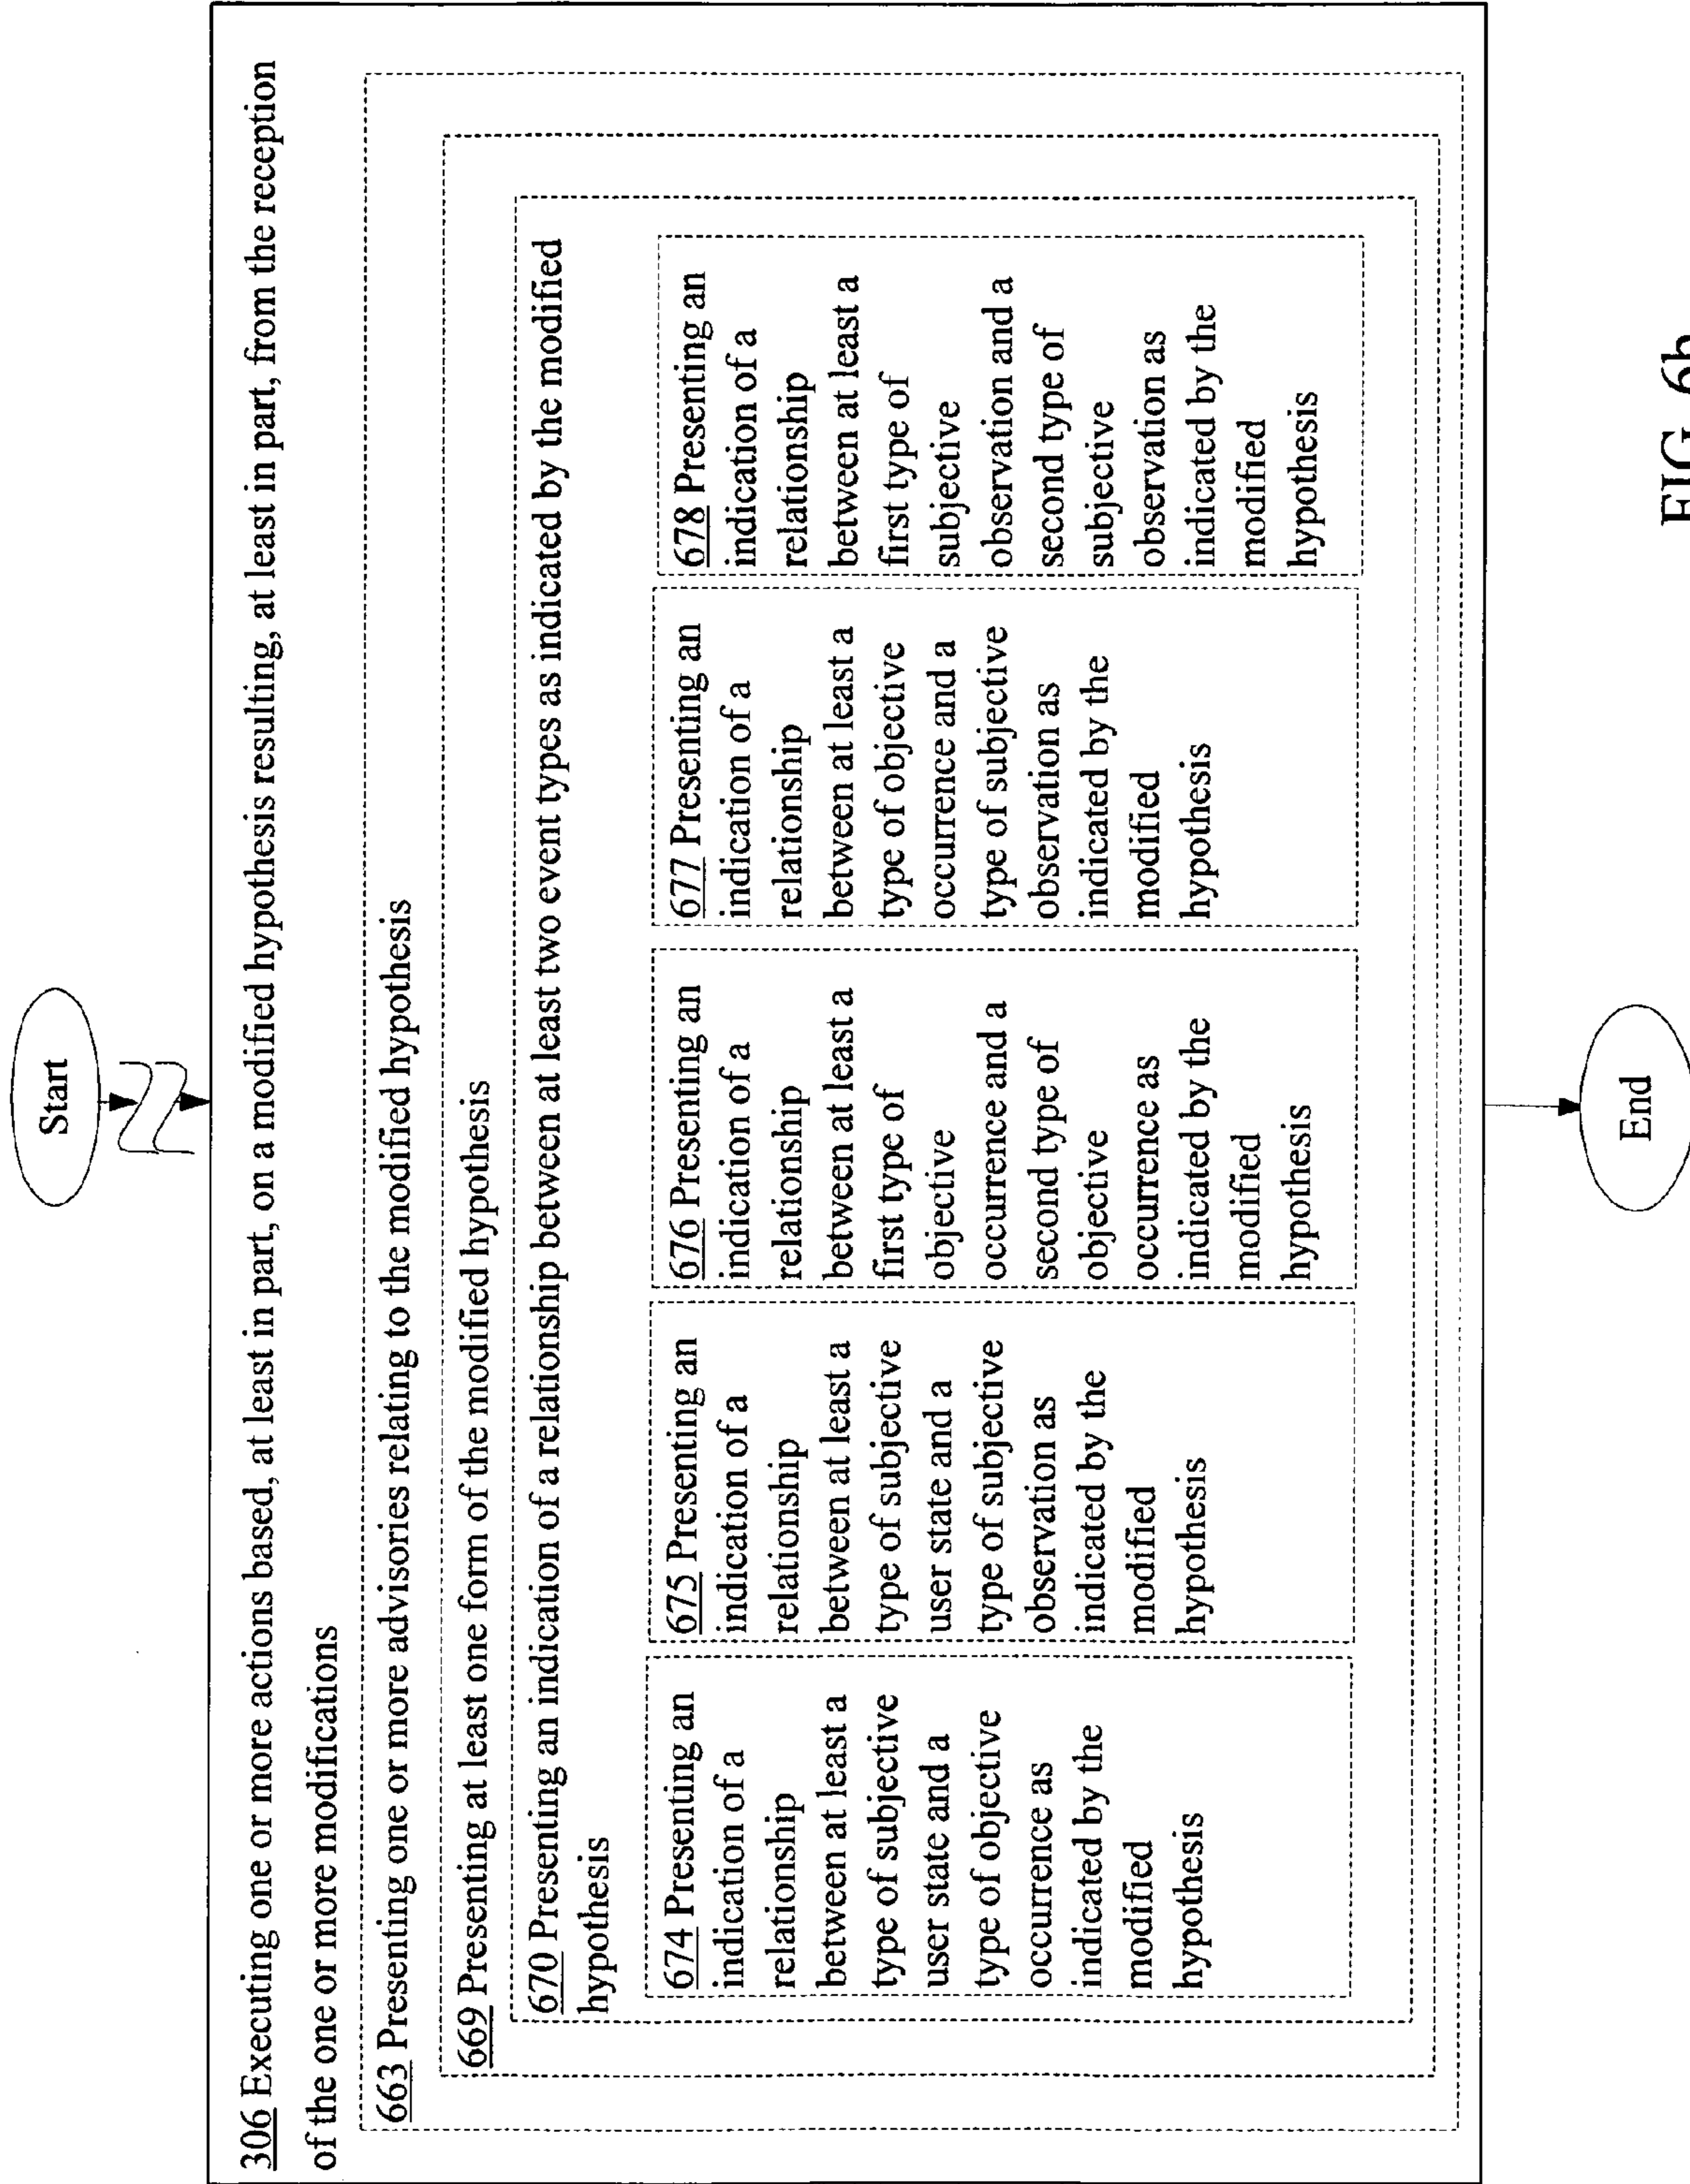 Start
306 Executing one or more actions based, at least in part, on a modified hypothesis resulting, at least in part, from the reception
of the one or more modifications
663 Presenting one or more advisories relating to the modified hypothesis
669 Presenting at least one form of the modified hypothesis
670 Presenting an indication of a relationship between at least two event types as indicated by the modified
hypothesis
674 Presenting an
indication of a
relationship
between at least a
type of subjective
user state and a
type of objective
occurrence as
indicated by the
modified
hypothesis
675 Presenting an
indication of a
relationship
between at least a
type of subjective
user state and a
type of subjective
observation as
indicated by the
modified
hypothesis
676 Presenting an
indication of a
relationship
between at least a
first type of
objective
occurrence and a
second type of
objective
occurrence as
indicated by the
modified
hypothesis
677 Presenting an
indication of a
relationship
between at least a
type of objective
occurrence and a
type of subjective
observation as
indicated by the
modified
hypothesis
678 Presenting an
indication of a
relationship
between at least a
first type of
subjective
observation and a
second type of
subjective
observation as
indicated by the
modified
hypothesis
End
FIG. 6h